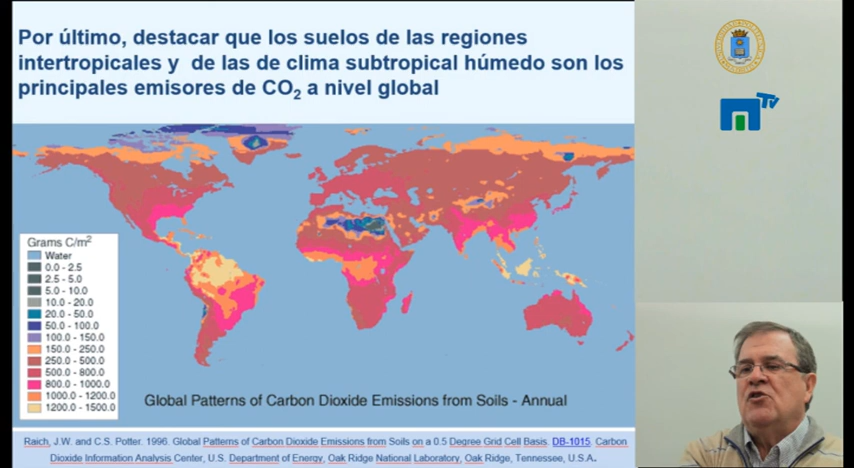 Por último, destacar que los suelos de las regiones
intertropicales y de las de clima subtropical húmedo son los
principales emisores de CO₂ a nivel global
Grams C/m²
Water
0.0 - 2.5
2.5 - 5.0
5.0 - 10.0
10.0 - 20.0
20.0 - 50.0
50.0 - 100.0
100.0 - 150.0
150.0 - 250.0
250.0 - 500.0
500.0 - 800.0
800.0 - 1000.0
1000.0 - 1200.0
1200.0 - 1500.0
Global Patterns of Carbon Dioxide Emissions from Soils - Annual
Raich, J.W. and C.S. Potter. 1996. Global Patterns of Carbon Dioxide Emissions from Soils on a 0.5 Degree Grid Cell Basis. DB-1015. Carbon
Dioxide Information Analysis Center, U.S. Department of Energy, Oak Ridge National Laboratory, Oak Ridge, Tennessee, U.S.A.
Tv